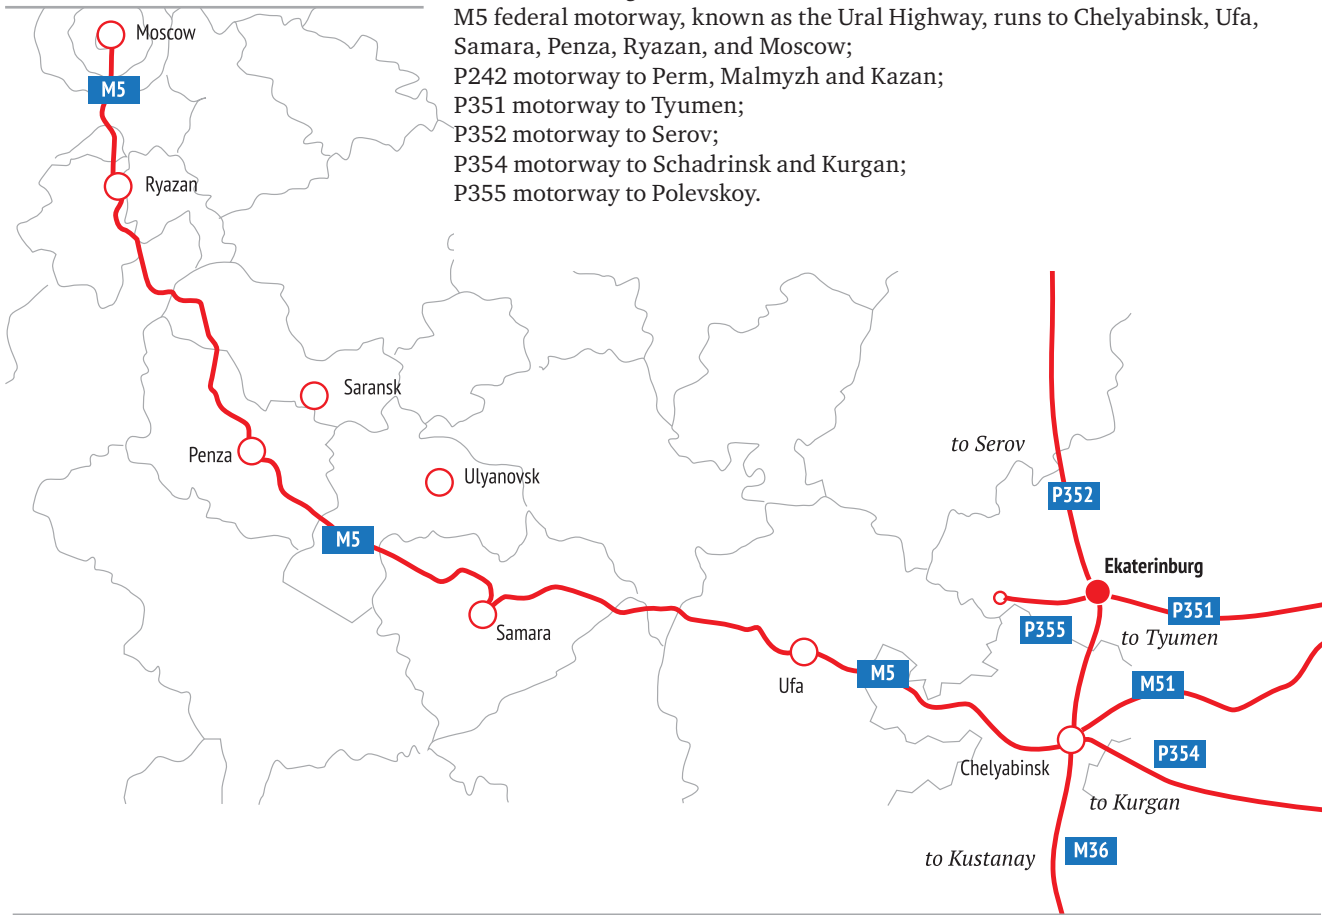 M5 federal motorway, known as the Ural Highway, runs to Chelyabinsk, Ufa,
Samara, Penza, Ryazan, and Moscow;
P242 motorway to Perm, Malmyzh and Kazan;
P351 motorway to Tyumen;
P352 motorway to Serov;
P354 motorway to Schadrinsk and Kurgan;
P355 motorway to Polevskoy.
Moscow
M5
Ryazan
Saransk
Penza
Ulyanovsk
to Serov
P352
M5
Ekaterinburg
P351
P355
to Tyumen
Samara
M5
Ufa
M51
P354
Chelyabinsk
to Kurgan
M36
to Kustanay